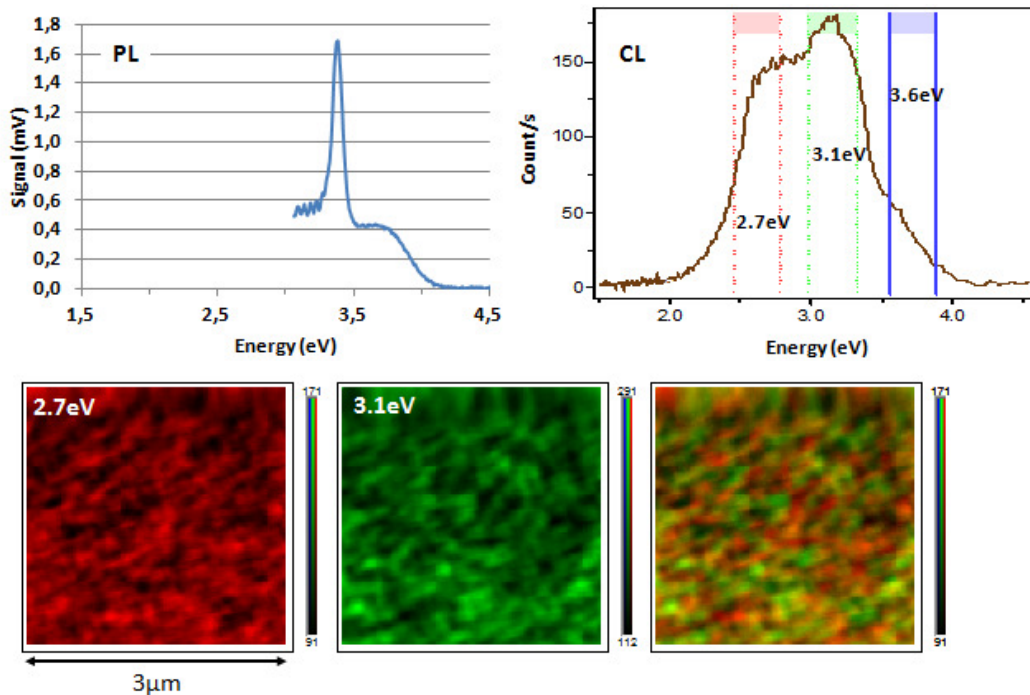 PL
Signal (mV)
1,8
1,6
1,4
1,2
1,0
0,8
0,6
0,4
0,2
0,0
1,5 2,5 3,5 4,5
Energy (eV)
CL
Count/s
150
100
50
0
2.7eV
3.1eV
3.6eV
2.0 3.0 4.0
Energy (eV)
2.7eV
171
91
3.1eV
291
112
171
91
3µm